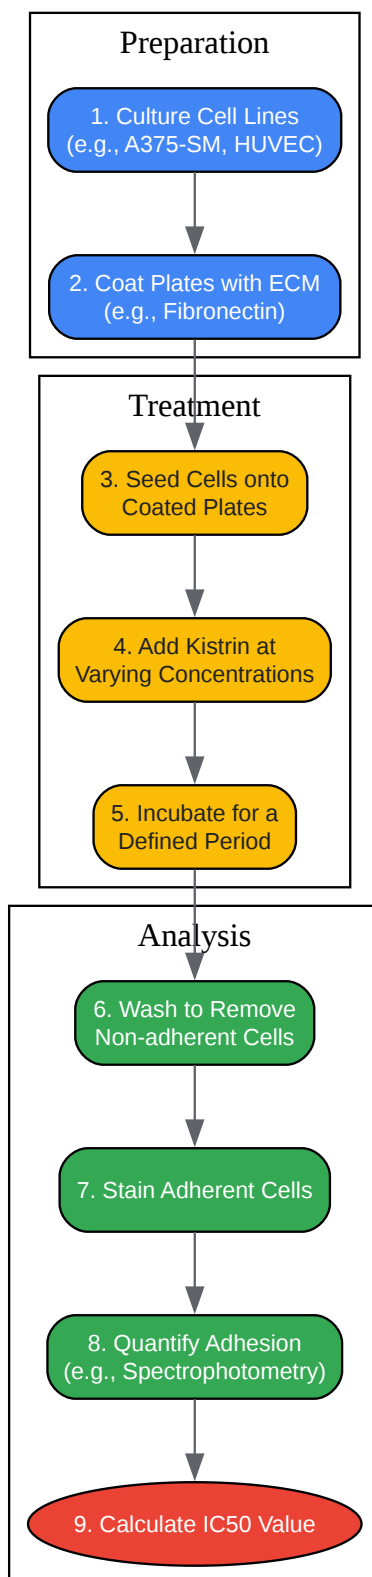 Preparation
1. Culture Cell Lines
(e.g., A375-SM, HUVEC)
2. Coat Plates with ECM
(e.g., Fibronectin)
Treatment
3. Seed Cells onto
Coated Plates
4. Add Kistrin at
Varying Concentrations
5. Incubate for a
Defined Period
Analysis
6. Wash to Remove
Non-adherent Cells
7. Stain Adherent Cells
8. Quantify Adhesion
(e.g., Spectrophotometry)
9. Calculate IC50 Value